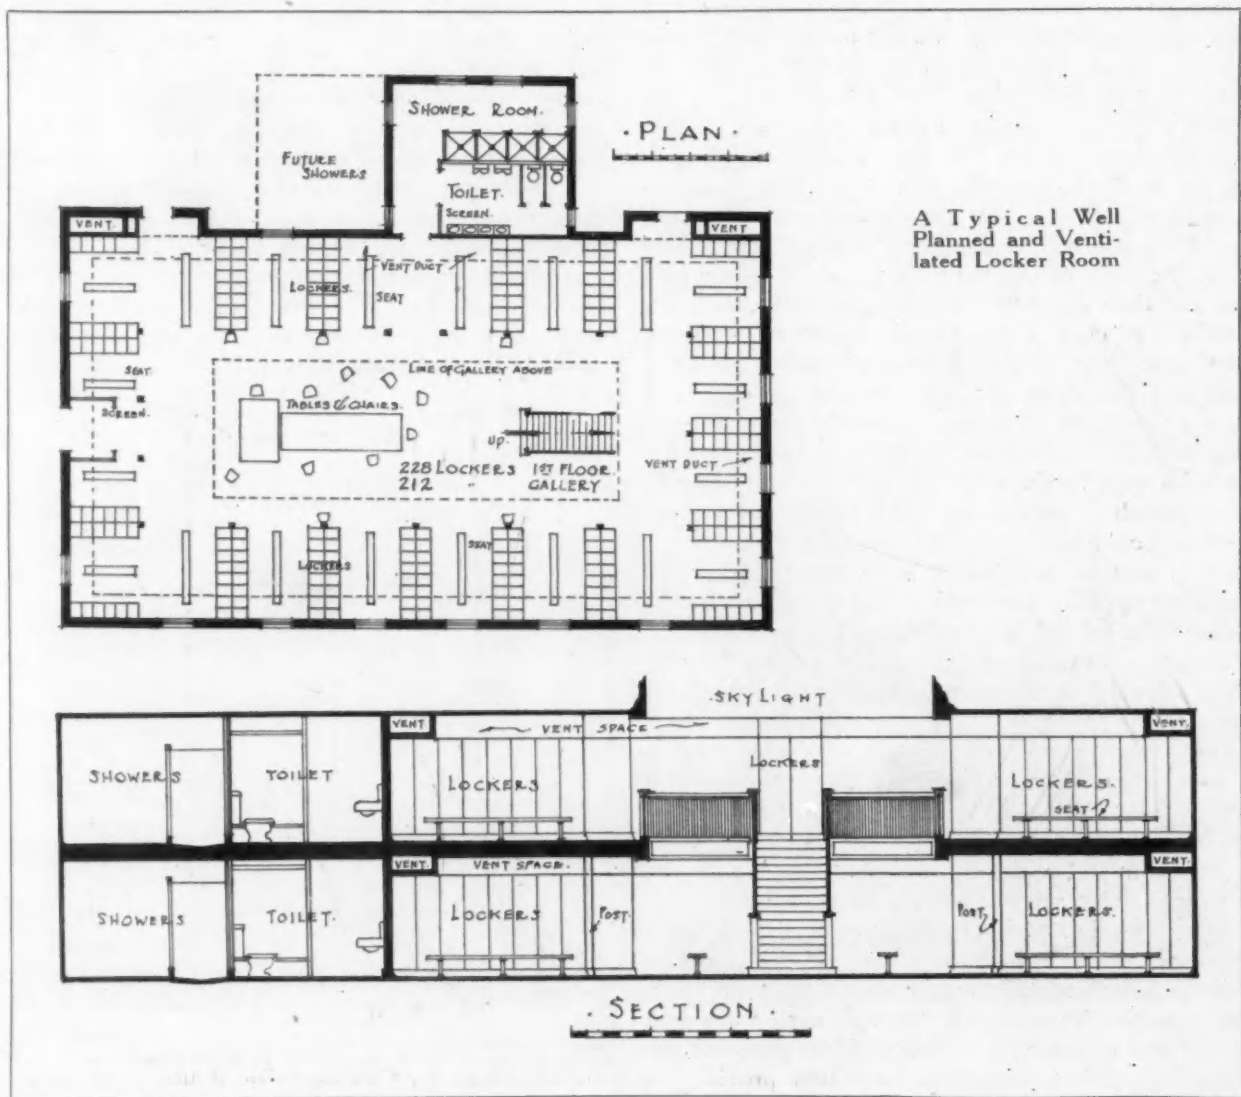 SHOWER ROOM.
· PLAN ·
FUTURE
SHOWERS
TOILET.
SCREEN.
VENT.
VENT
A Typical Well
Planned and Venti-
lated Locker Room
VENT DUCT
LOCKERS.
SEAT
SEAT.
LINE OF GALLERY ABOVE
SCREEN.
TABLES & CHAIRS.
UP.
228 LOCKERS 1ST FLOOR.
212 GALLERY
VENT DUCT
SEAT
LOCKERS
SKYLIGHT
VENT
VENT SPACE
VENT.
SHOWERS
TOILET
LOCKERS
LOCKERS
LOCKERS.
SEAT
VENT.
VENT SPACE.
VENT.
SHOWERS
TOILET.
LOCKERS
POST.
POST.
LOCKERS.
· SECTION ·